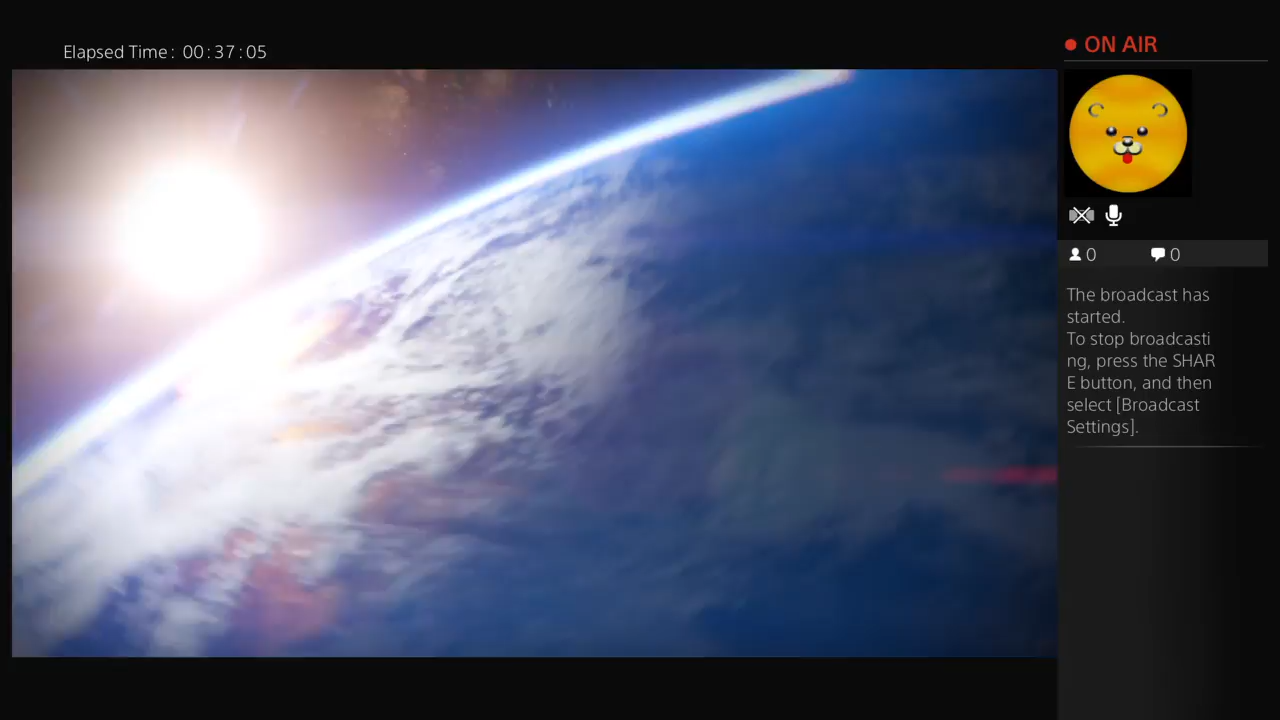 Elapsed Time: 00:37:05
ON AIR
0 0
The broadcast has
started.
To stop broadcasti
ng, press the SHAR
E button, and then
select [Broadcast
Settings].